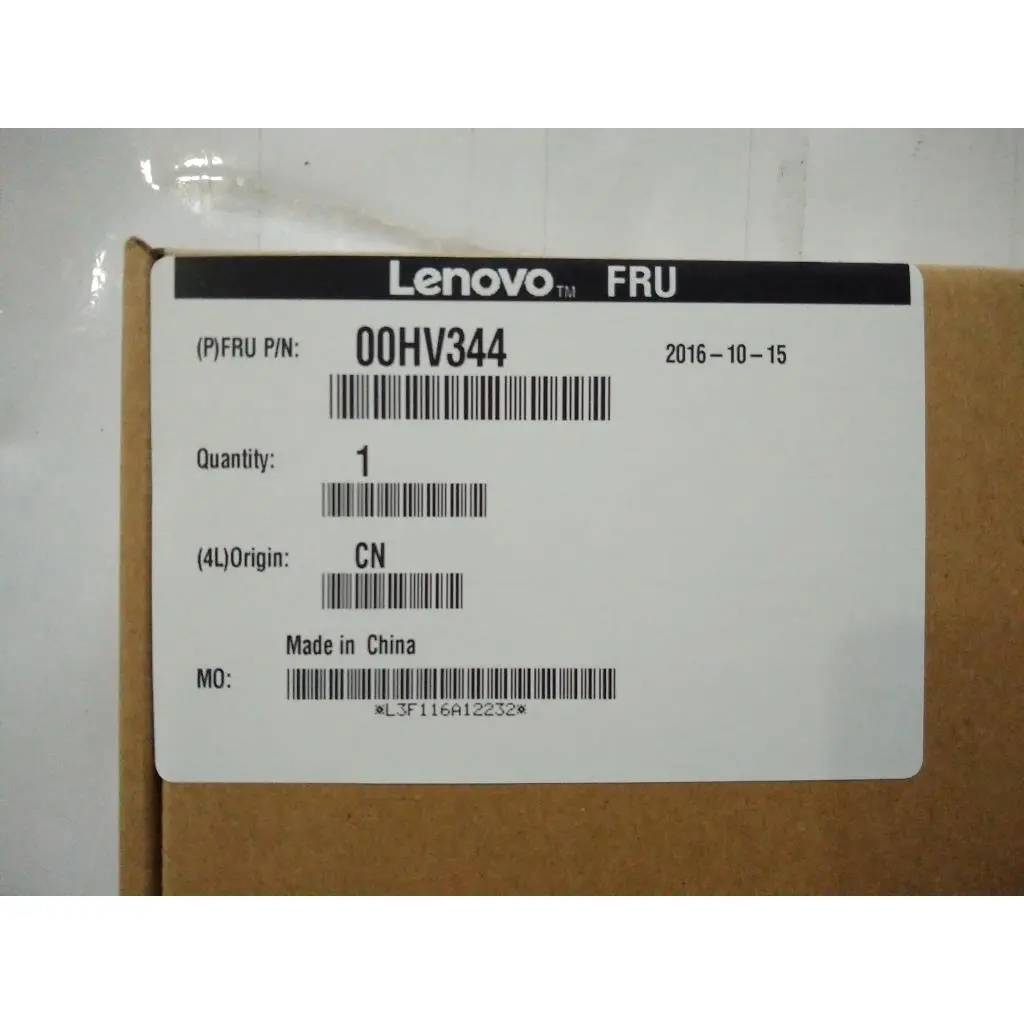 Lenovo™ FRU
(P)FRU P/N: 00HV344 2016-10-15
Quantity: 1
(4L)Origin: CN
Made in China
MO:
*L3F116A12232*